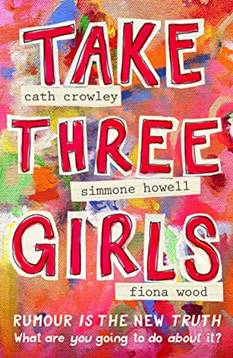 TAKE
cath crowley
THREE
simmone howell
GIRLS
fiona wood
RUMOUR IS THE NEW TRUTH
What are you going to do about it?